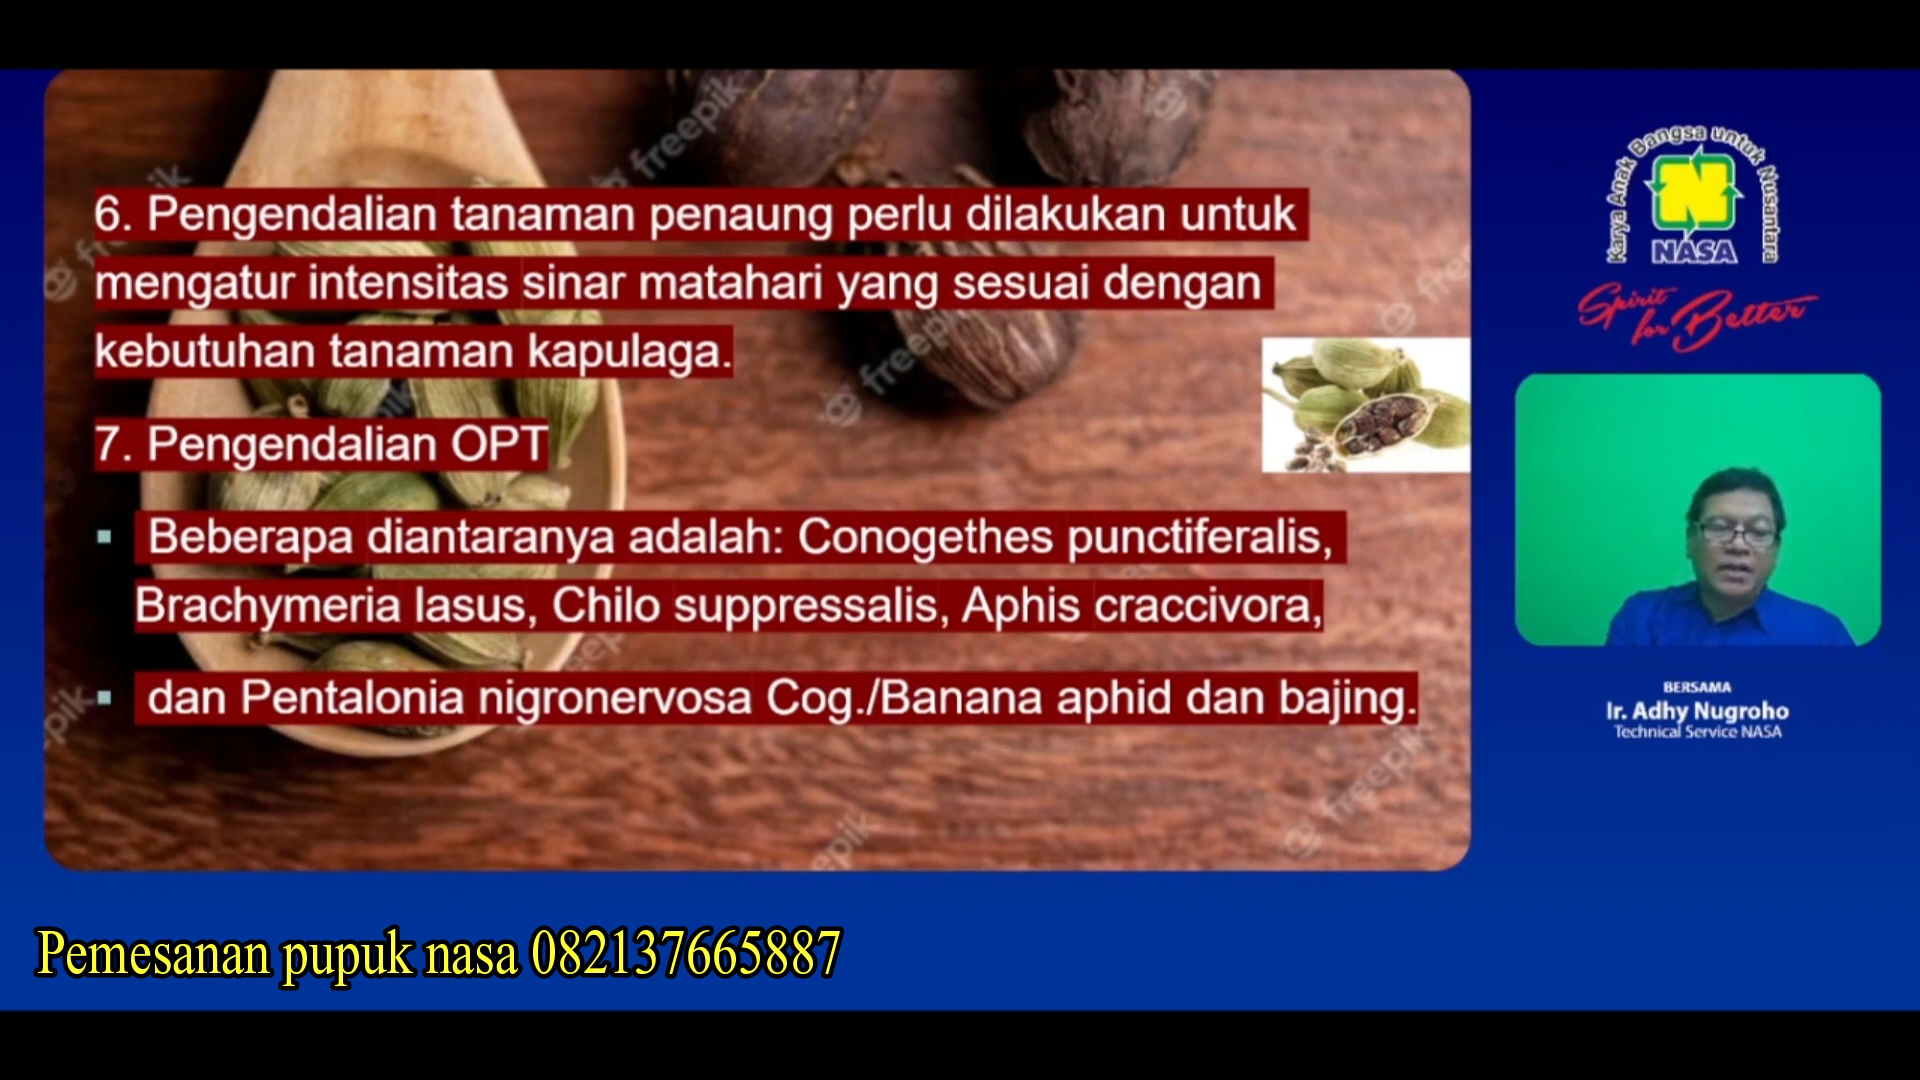 6. Pengendalian tanaman penaung perlu dilakukan untuk
mengatur intensitas sinar matahari yang sesuai dengan
kebutuhan tanaman kapulaga.
7. Pengendalian OPT
▪ Beberapa diantaranya adalah: Conogethes punctiferalis,
Brachymeria lasus, Chilo suppressalis, Aphis craccivora,
▪ dan Pentalonia nigronervosa Cog./Banana aphid dan bajing.
Karya Anak Bangsa untuk Nusantara
N
NASA
Spirit
for Better
BERSAMA
Ir. Adhy Nugroho
Technical Service NASA
Pemesanan pupuk nasa 082137665887
freepik
freepik
freepik